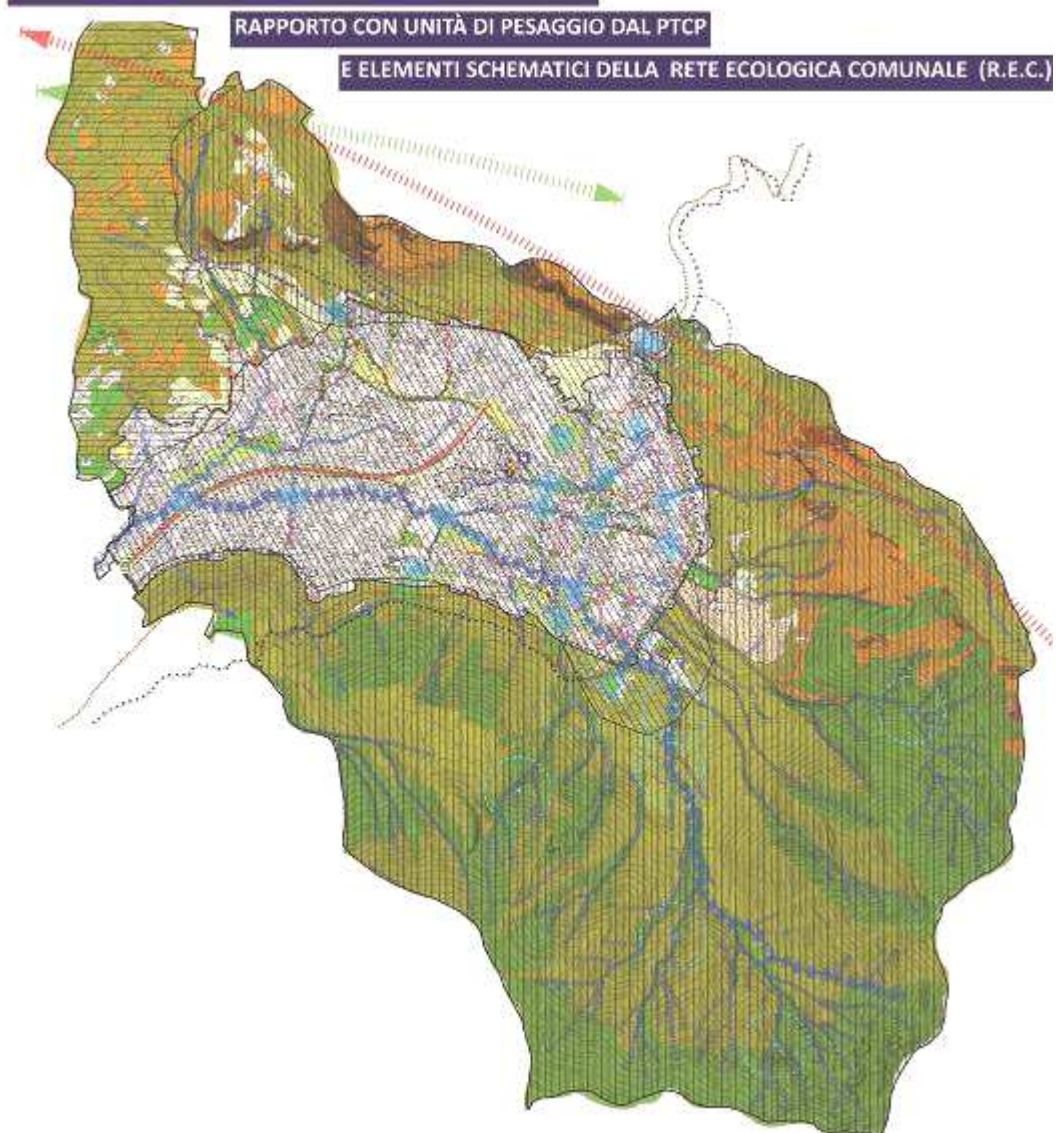 RAPPORTO CON UNITÀ DI PESAGGIO DAL PTCP
E ELEMENTI SCHEMATICI DELLA RETE ECOLOGICA COMUNALE (R.E.C.)